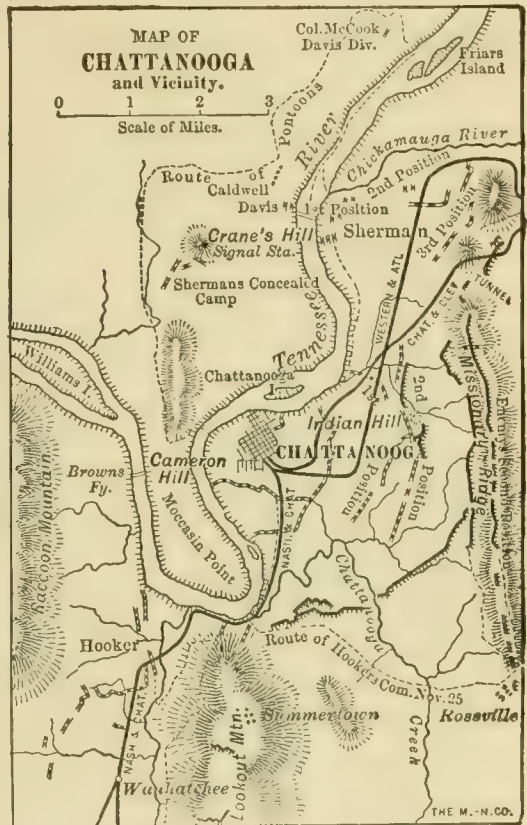 MAP OF
CHATTANOOGA
and Vicinity.
0 1 2 3
Scale of Miles.
Col. McCook
Davis Div.
Friars
Island
Pontoons
River
Chickamauga River
Route of
Caldwell
2nd Position
Davis
1st Position
Sherman
3rd Position
Crane's Hill
Signal Sta.
Shermans Concealed
Camp
WESTERN & ATL
CHAT. & CLEV
TUNNEL
Tennessee
Williams I.
Chattanooga
I.
Indian Hill
CHATTANOOGA
2nd
Position
Position
Missionary Ridge
Raccoon Mountain
Browns
Fy.
Cameron
Hill
Moccasin Point
NASH. & CHAT
Chattanooga
Creek
Hooker
Route of Hookers Com. Nov. 25
Rossville
NASH & CHAT.
Summertown
Lookout Mtn.
Wauhatchee
THE M.-N.CO.